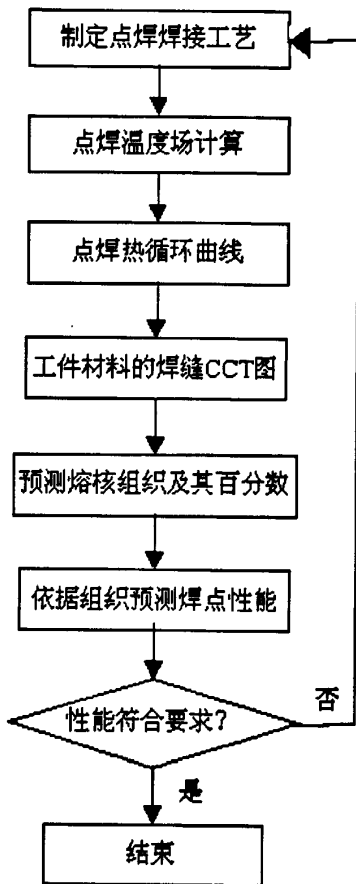 制定点焊焊接工艺
点焊温度场计算
点焊热循环曲线
工件材料的焊缝CCT图
预测熔核组织及其百分数
依据组织预测焊点性能
性能符合要求？
否
是
结束